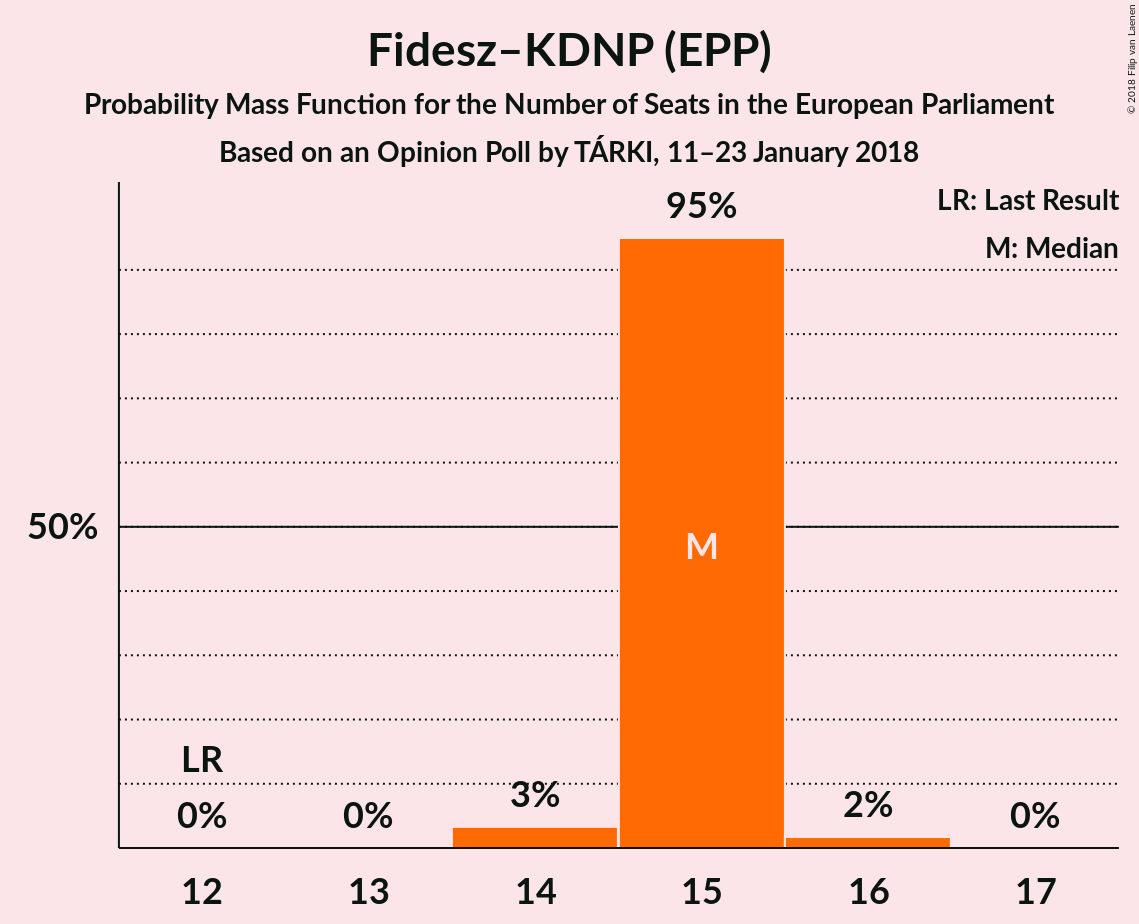 Fidesz–KDNP (EPP)
Probability Mass Function for the Number of Seats in the European Parliament
Based on an Opinion Poll by TÁRKI, 11–23 January 2018
© 2018 Filip van Laenen
LR: Last Result
M: Median
95%
50%
M
LR
0%
0%
3%
2%
0%
12
13
14
15
16
17